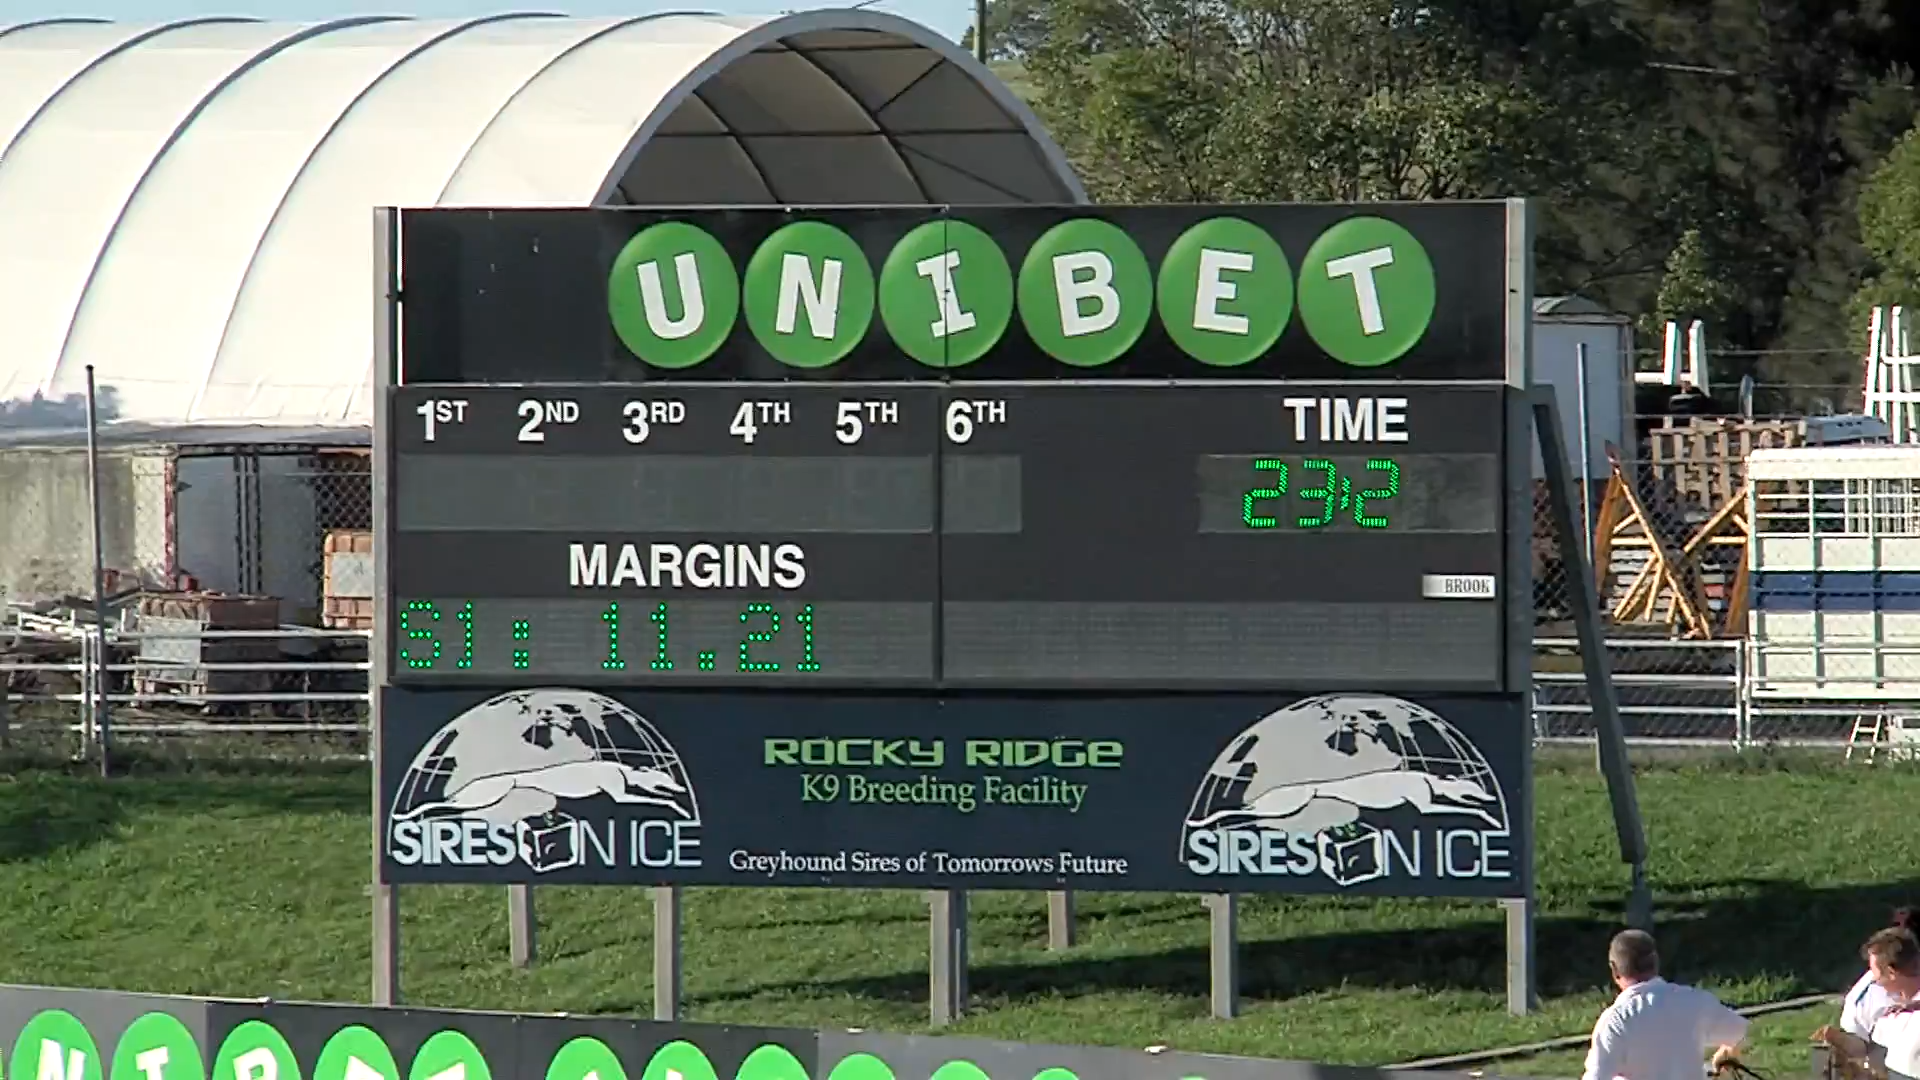 UNIBET
1ST 2ND 3RD 4TH 5TH 6TH TIME
23:2
MARGINS
BROOK
S1: 11.21
ROCKY RIDGE
K9 Breeding Facility
SIRES ON ICE
SIRES ON ICE
Greyhound Sires of Tomorrows Future